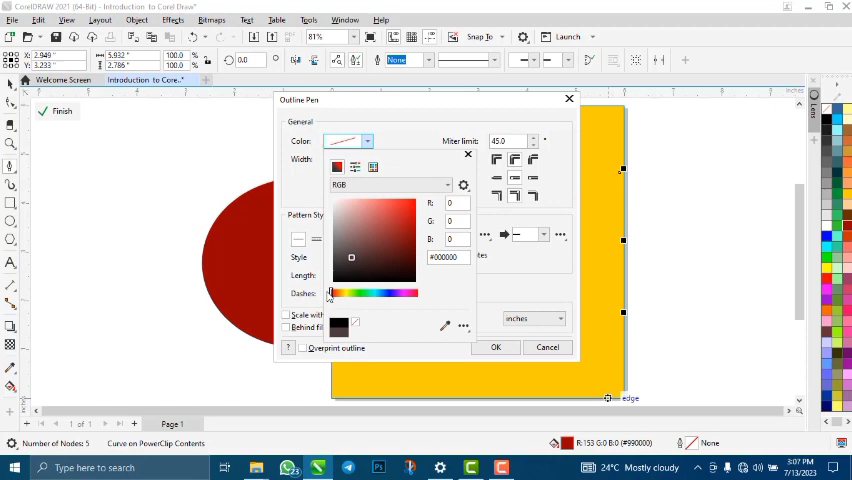 CorelDRAW (64-Bit) - Introduction to Corel Draw*
File Edit View Layout Object Effects Bitmaps Text Table Tools Window Help
81% Snap To Launch
X: 2.949 " 5.932 " 100.0 % 0.0 None
Y: 3.233 " 2.786 " 100.0 %
Welcome Screen Introduction to Corel..*
inches
Finish
Lens
Outline Pen
General
Color: Miter limit: 45.0 °
Width:
RGB
R: 0
G: 0
B: 0
#000000
Pattern Sty
Style
Length:
Dashes:
Scale with
Behind fil
Overprint outline
? inches
OK Cancel
edge
1 of 1 Page 1
Number of Nodes: 5 Curve on PowerClip Contents R:153 G:0 B:0 (#990000) None
Type here to search 23 24°C Mostly cloudy 3:07 PM
7/13/2023